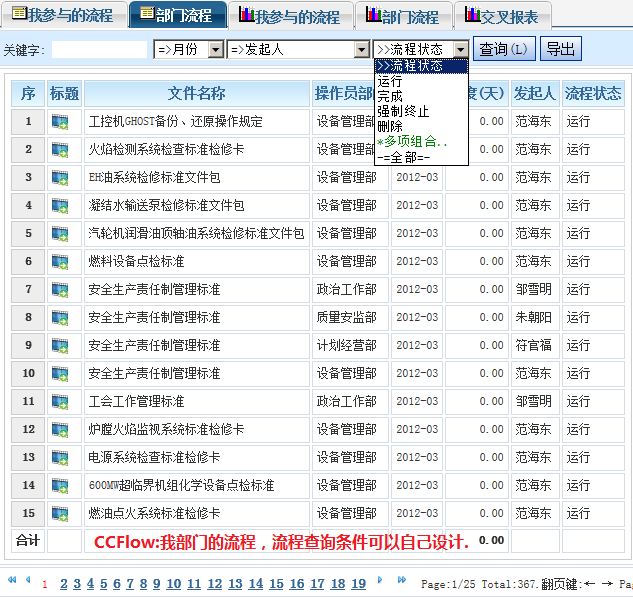 我参与的流程 部门流程 我参与的流程 部门流程 交叉报表
关键字: =>月份 =>发起人 >>流程状态 查询(L) 导出
>>流程状态
运行
完成
强制终止
删除
*多项组合..
-=全部=-
序 标题 文件名称 操作员部 度(天) 发起人 流程状态
1 工控机GHOST备份、还原操作规定 设备管理部 0.00 范海东 运行
2 火焰检测系统检查标准检修卡 设备管理部 0.00 范海东 运行
3 EH油系统检修标准文件包 设备管理部 2012-03 0.00 范海东 运行
4 凝结水输送泵检修标准文件包 设备管理部 2012-03 0.00 范海东 运行
5 汽轮机润滑油顶轴油系统检修标准文件包 设备管理部 2012-03 0.00 范海东 运行
6 燃料设备点检标准 设备管理部 2012-03 0.00 范海东 运行
7 安全生产责任制管理标准 政治工作部 2012-03 0.00 邹雪明 运行
8 安全生产责任制管理标准 质量安监部 2012-03 0.00 朱朝阳 运行
9 安全生产责任制管理标准 计划经营部 2012-03 0.00 符官福 运行
10 安全生产责任制管理标准 设备管理部 2012-03 0.00 范海东 运行
11 工会工作管理标准 政治工作部 2012-03 0.00 邹雪明 运行
12 炉膛火焰监视系统标准检修卡 设备管理部 2012-03 0.00 范海东 运行
13 电源系统检查标准检修卡 设备管理部 2012-03 0.00 范海东 运行
14 600MW超临界机组化学设备点检标准 设备管理部 2012-03 0.00 范海东 运行
15 燃油点火系统标准检修卡 设备管理部 2012-03 0.00 范海东 运行
合计 CCFlow:我部门的流程，流程查询条件可以自己设计. 0.00
1 2 3 4 5 6 7 8 9 10 11 12 13 14 15 16 17 18 19 Page:1/25 Total:367.翻页键:← → Pa